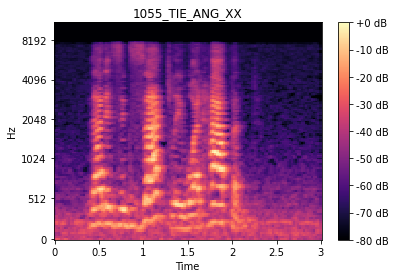 1055_TIE_ANG_XX
Hz
8192
4096
2048
1024
512
0
0 0.5 1 1.5 2 2.5 3
Time
+0 dB
-10 dB
-20 dB
-30 dB
-40 dB
-50 dB
-60 dB
-70 dB
-80 dB